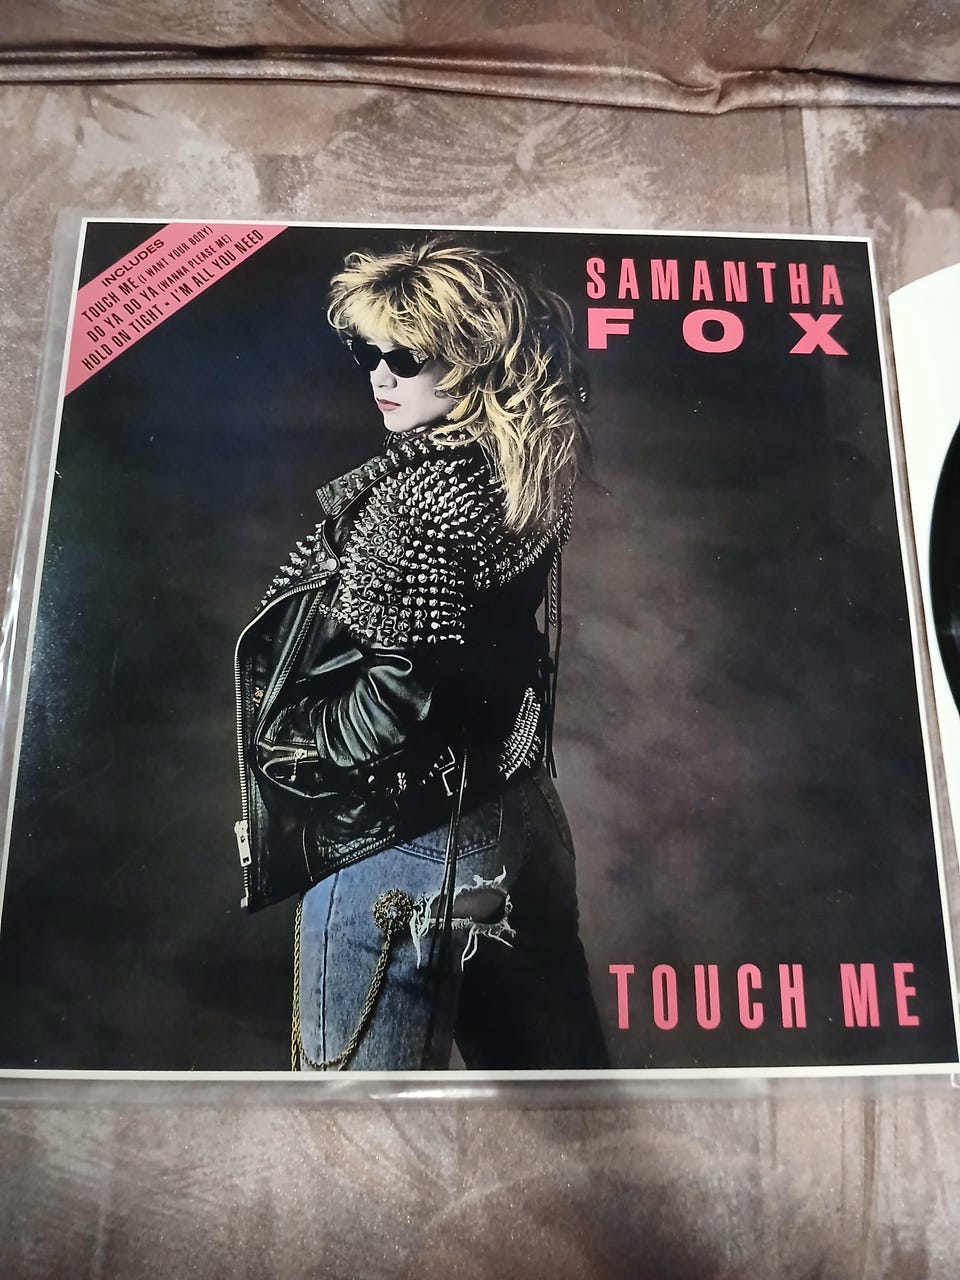 INCLUDES
TOUCH ME (I WANT YOUR BODY)
DO YA DO YA (WANNA PLEASE ME)
HOLD ON TIGHT • I'M ALL YOU NEED
SAMANTHA
FOX
TOUCH ME